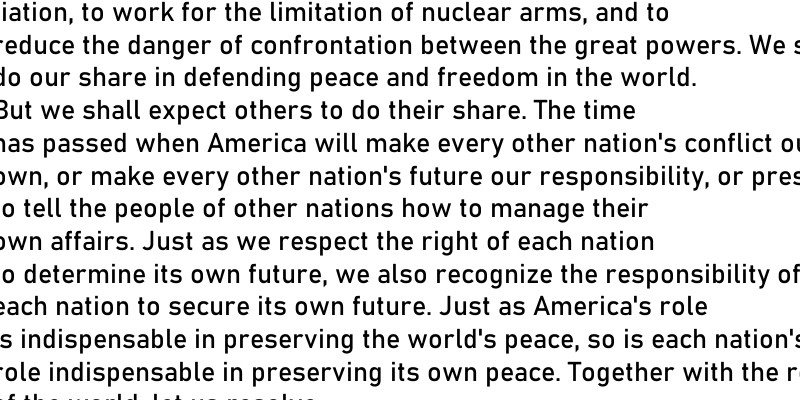 iation, to work for the limitation of nuclear arms, and to
reduce the danger of confrontation between the great powers. We
do our share in defending peace and freedom in the world.
But we shall expect others to do their share. The time
has passed when America will make every other nation's conflict
own, or make every other nation's future our responsibility, or
o tell the people of other nations how to manage their
own affairs. Just as we respect the right of each nation
o determine its own future, we also recognize the responsibility of
each nation to secure its own future. Just as America's role
s indispensable in preserving the world's peace, so is each nation's
role indispensable in preserving its own peace. Together with the
of the world, let us resolve